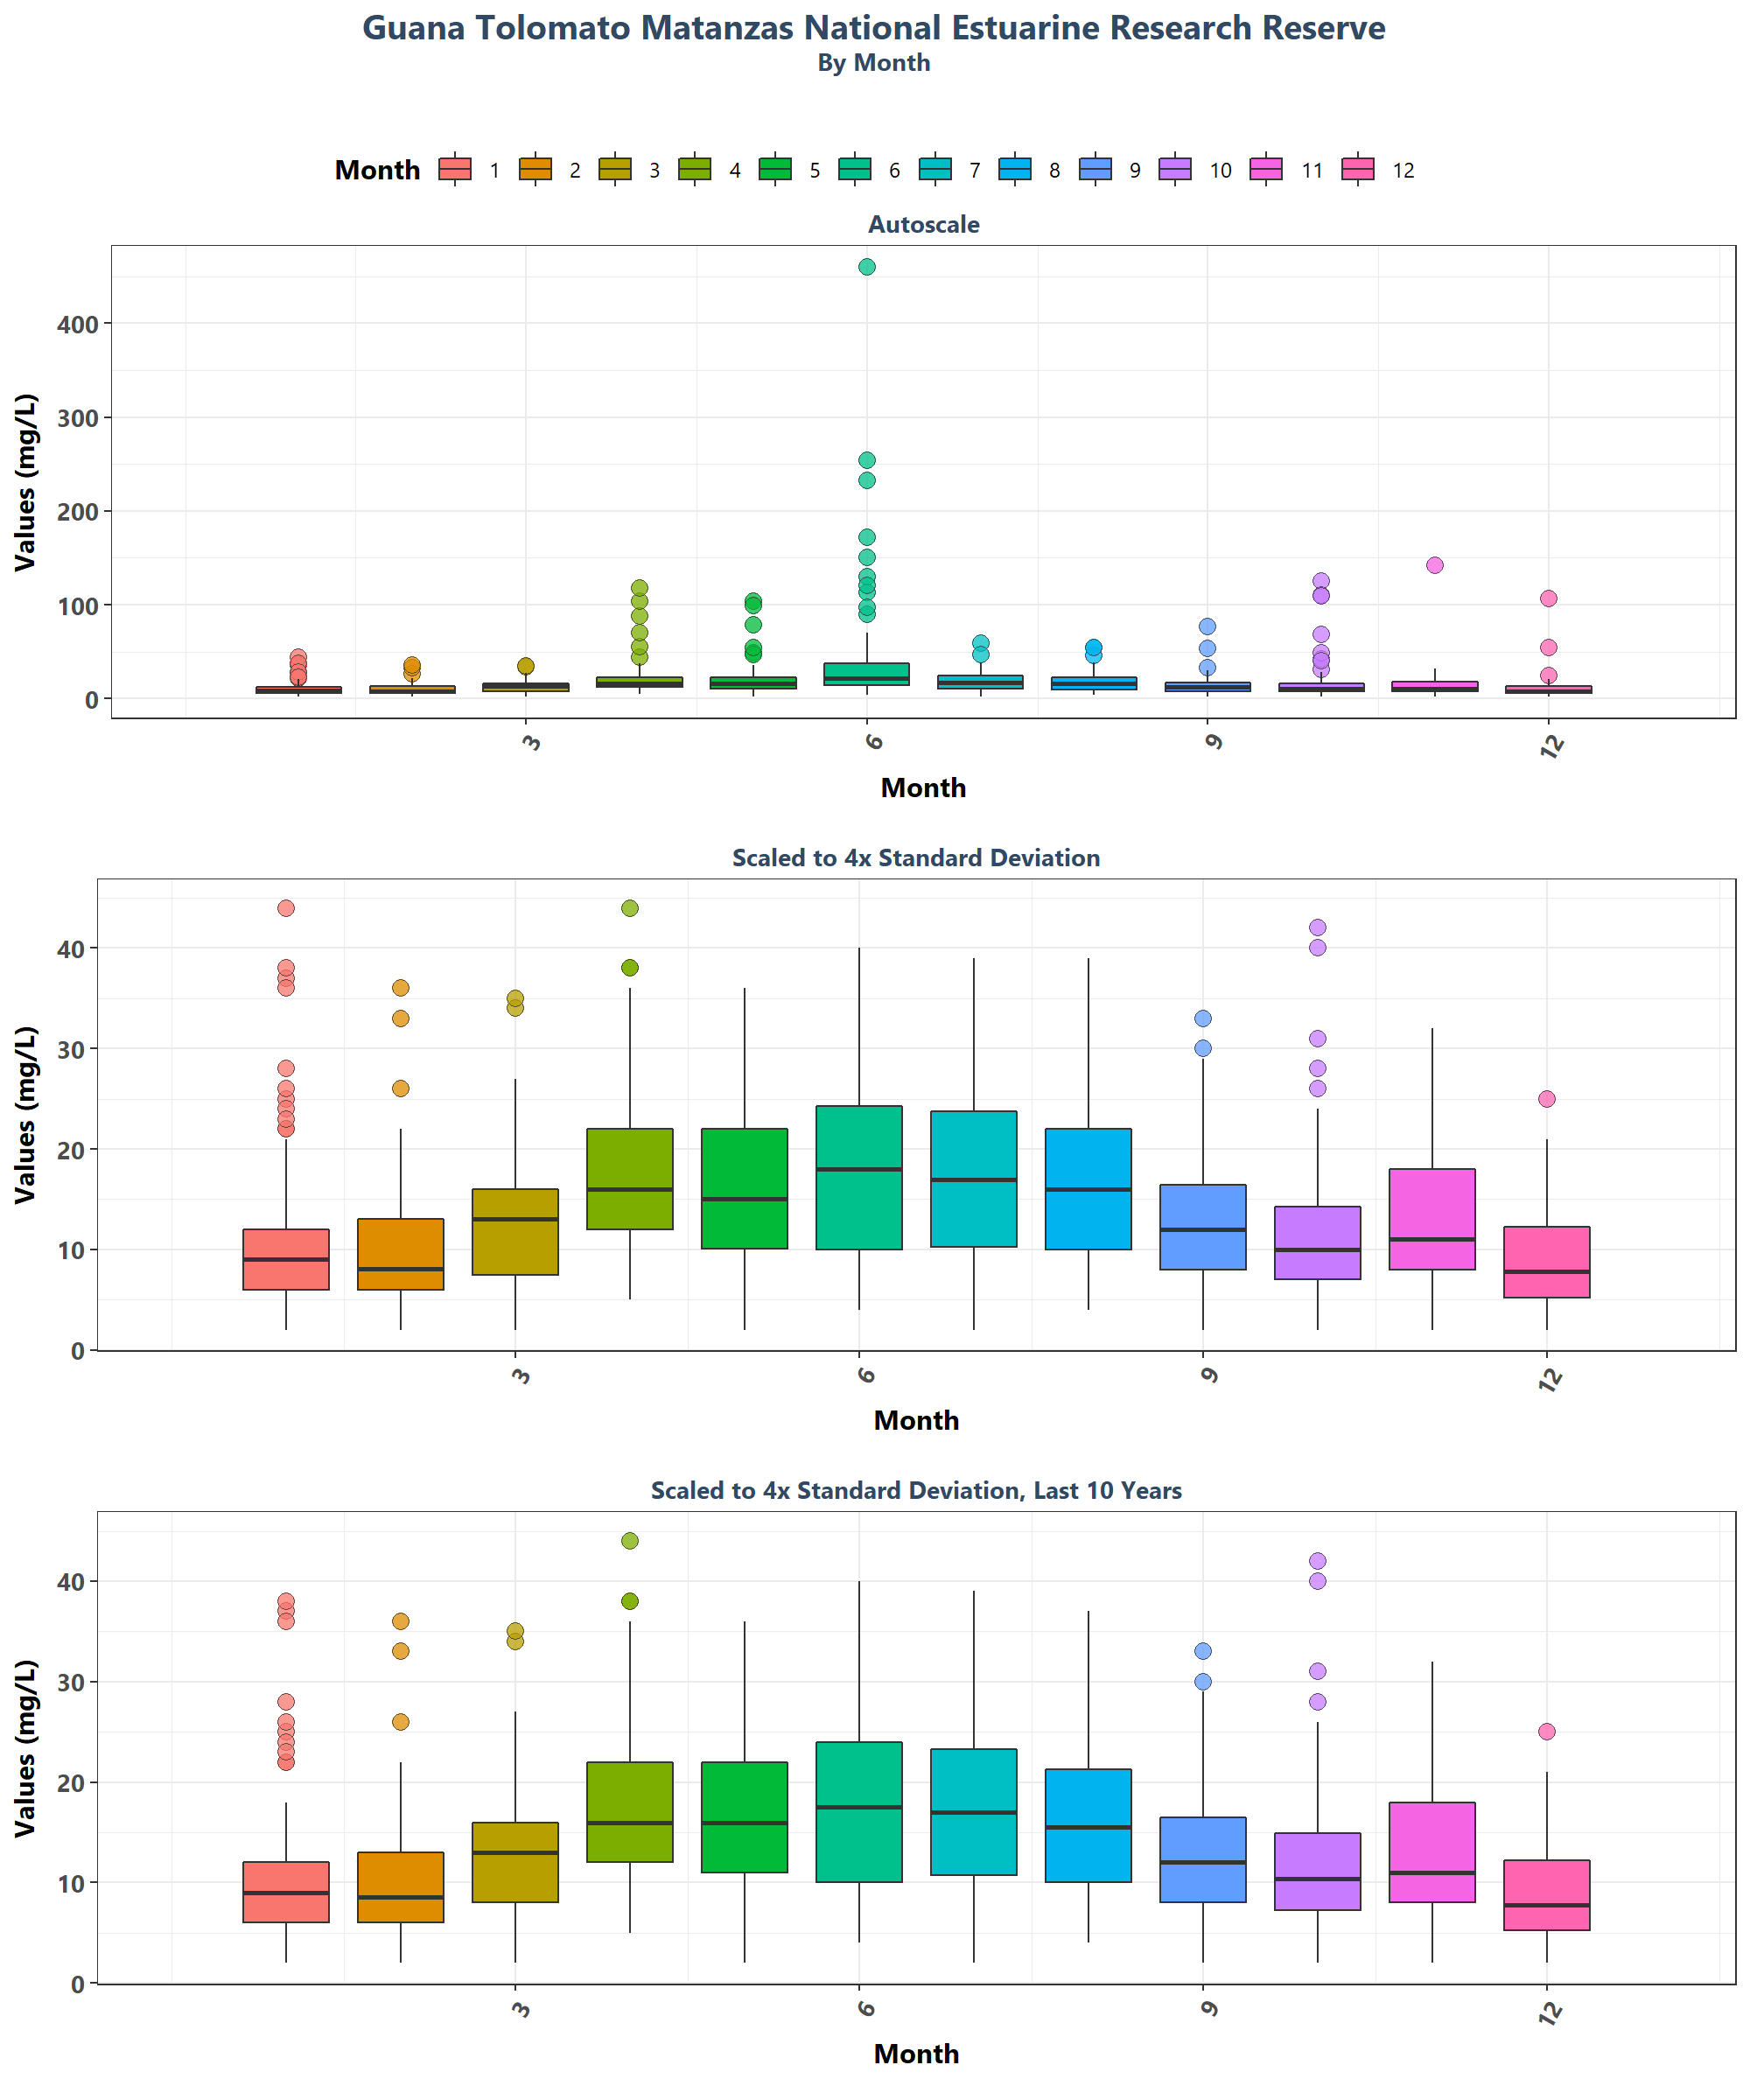 Guana Tolomato Matanzas National Estuarine Research Reserve
By Month
Month 1 2 3 4 5 6 7 8 9 10 11 12
Autoscale
Values (mg/L)
400
300
200
100
0
3 6 9 12
Month
Scaled to 4x Standard Deviation
Values (mg/L)
40
30
20
10
0
3 6 9 12
Month
Scaled to 4x Standard Deviation, Last 10 Years
Values (mg/L)
40
30
20
10
0
3 6 9 12
Month